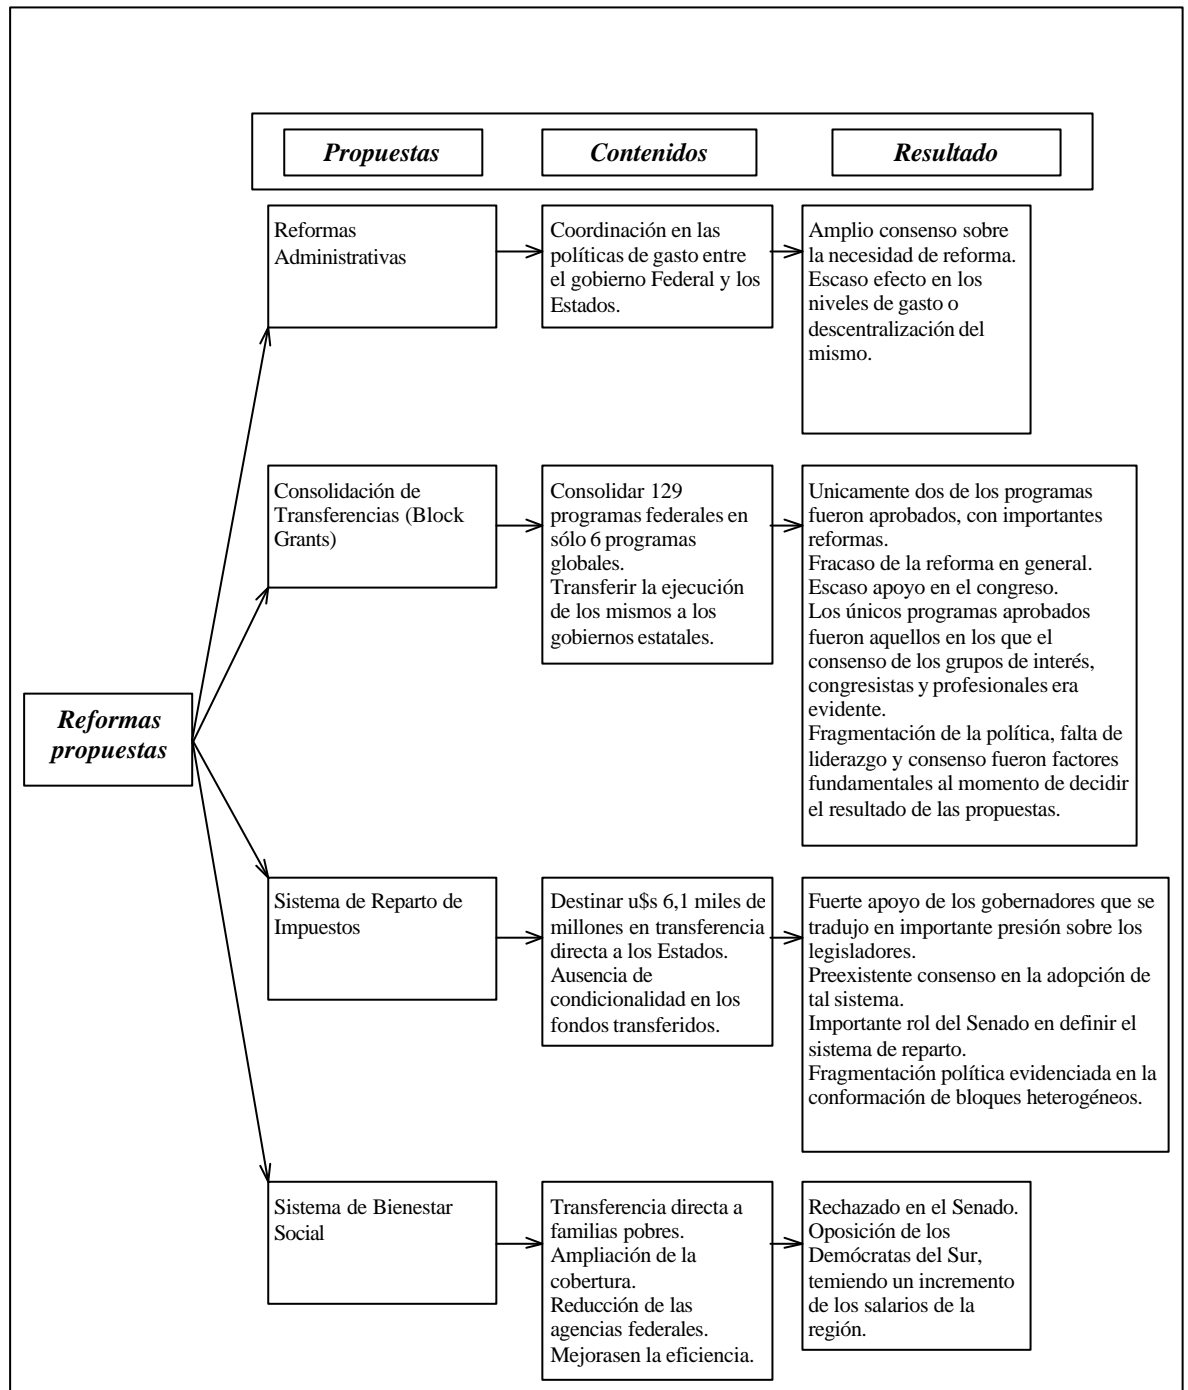 Propuestas
Contenidos
Resultado
Reformas
propuestas
Reformas
Administrativas
Coordinación en las
políticas de gasto entre
el gobierno Federal y los
Estados.
Amplio consenso sobre
la necesidad de reforma.
Escaso efecto en los
niveles de gasto o
descentralización del
mismo.
Consolidación de
Transferencias (Block
Grants)
Consolidar 129
programas federales en
sólo 6 programas
globales.
Transferir la ejecución
de los mismos a los
gobiernos estatales.
Unicamente dos de los programas
fueron aprobados, con importantes
reformas.
Fracaso de la reforma en general.
Escaso apoyo en el congreso.
Los únicos programas aprobados
fueron aquellos en los que el
consenso de los grupos de interés,
congresistas y profesionales era
evidente.
Fragmentación de la política, falta de
liderazgo y consenso fueron factores
fundamentales al momento de decidir
el resultado de las propuestas.
Sistema de Reparto de
Impuestos
Destinar u$s 6,1 miles de
millones en transferencia
directa a los Estados.
Ausencia de
condicionalidad en los
fondos transferidos.
Fuerte apoyo de los gobernadores que se
tradujo en importante presión sobre los
legisladores.
Preexistente consenso en la adopción de
tal sistema.
Importante rol del Senado en definir el
sistema de reparto.
Fragmentación política evidenciada en la
conformación de bloques heterogéneos.
Sistema de Bienestar
Social
Transferencia directa a
familias pobres.
Ampliación de la
cobertura.
Reducción de las
agencias federales.
Mejorasen la eficiencia.
Rechazado en el Senado.
Oposición de los
Demócratas del Sur,
temiendo un incremento
de los salarios de la
región.